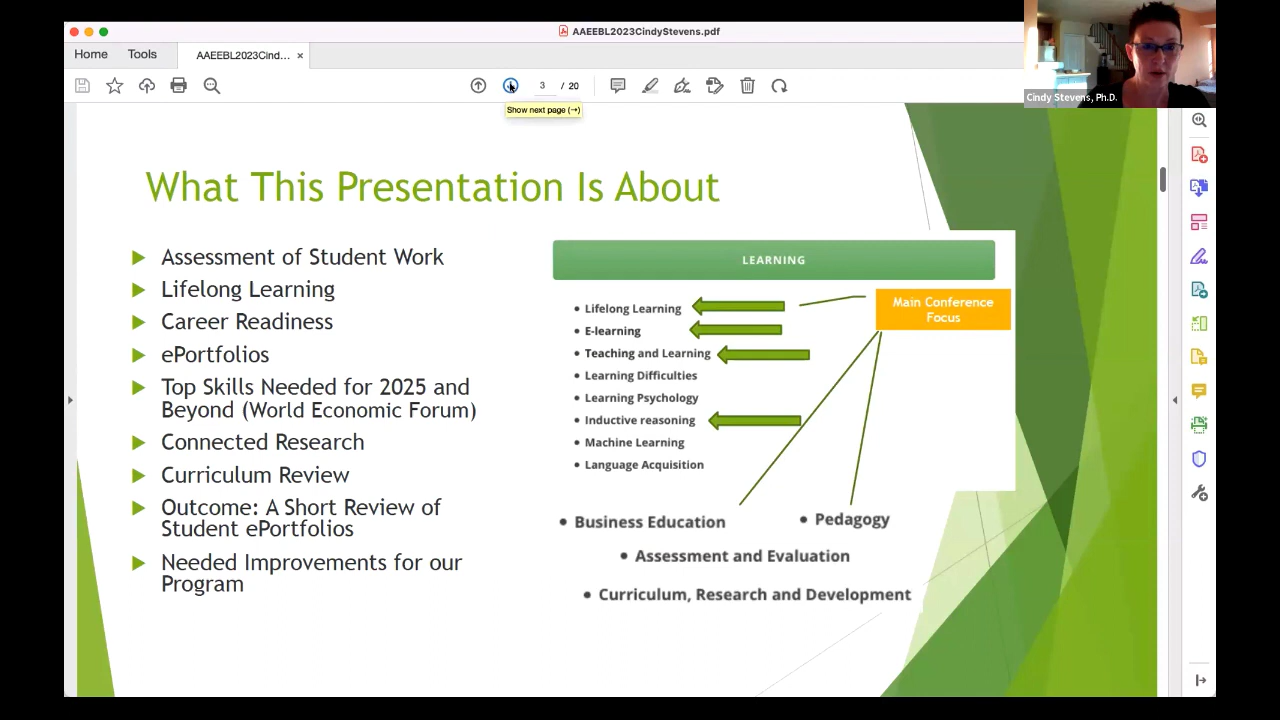 AAEEBL2023CindyStevens.pdf
Home
Tools
AAEEBL2023Cind...
3 / 20
Show next page (→)
Cindy Stevens, Ph.D.
What This Presentation Is About
Assessment of Student Work
Lifelong Learning
Career Readiness
ePortfolios
Top Skills Needed for 2025 and
Beyond (World Economic Forum)
Connected Research
Curriculum Review
Outcome: A Short Review of
Student ePortfolios
Needed Improvements for our
Program
LEARNING
Lifelong Learning
E-learning
Teaching and Learning
Learning Difficulties
Learning Psychology
Inductive reasoning
Machine Learning
Language Acquisition
Main Conference
Focus
Business Education
Pedagogy
Assessment and Evaluation
Curriculum, Research and Development